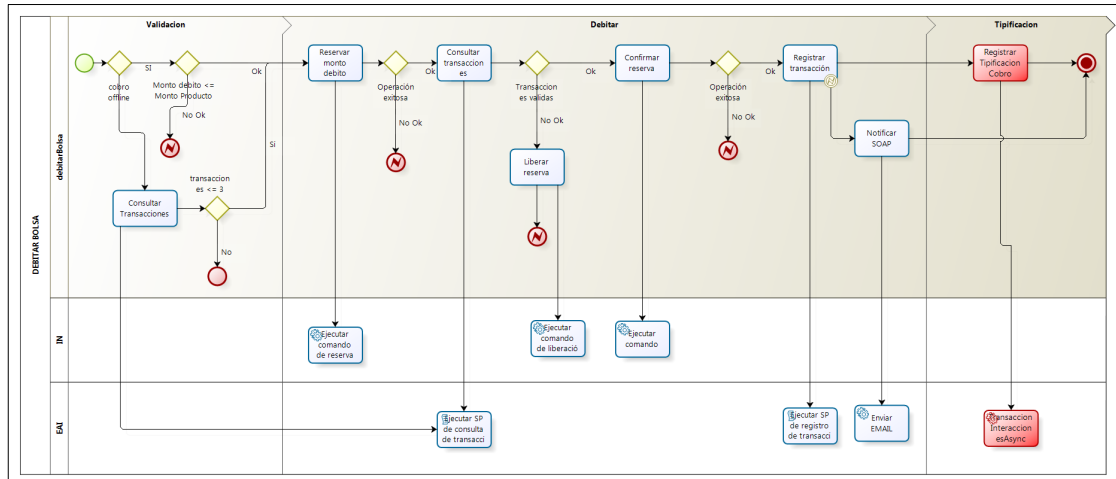 Validacion
Debitar
Tipificacion
DEBITAR BOLSA
debitarBolsa
cobro
offline
SI
Monto debito <=
Monto Producto
Ok
No Ok
Consultar
Transacciones
transaccion
es <= 3
Sí
No
Reservar
monto
debito
Operación
exitosa
Ok
No Ok
Consultar
transaccion
es
Transaccion
es validas
Ok
No Ok
Liberar
reserva
Confirmar
reserva
Operación
exitosa
Ok
No Ok
Registrar
transacción
Notificar
SOAP
Registrar
Tipificacion
Cobro
IN
Ejecutar
comando
de reserva
Ejecutar
comando
de liberació
Ejecutar
comando
EAI
Ejecutar SP
de consulta
de transacci
Ejecutar SP
de registro
de transacci
Enviar
EMAIL
Transaccion
Interaccion
esAsync